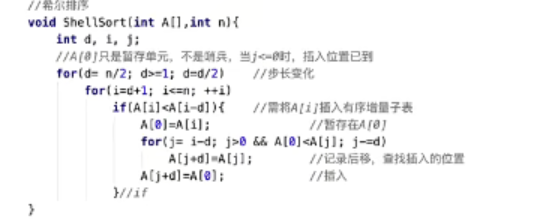 //希尔排序
void ShellSort(int A[],int n){
    int d, i, j;
    //A[0]只是暂存单元，不是哨兵，当j<=0时，插入位置已到
    for(d= n/2; d>=1; d=d/2)    //步长变化
        for(i=d+1; i<=n; ++i)
            if(A[i]<A[i-d]){    //需将A[i]插入有序增量子表
                A[0]=A[i];              //暂存在A[0]
                for(j= i-d; j>0 && A[0]<A[j]; j-=d)
                    A[j+d]=A[j];        //记录后移，查找插入的位置
                A[j+d]=A[0];            //插入
            }//if
}